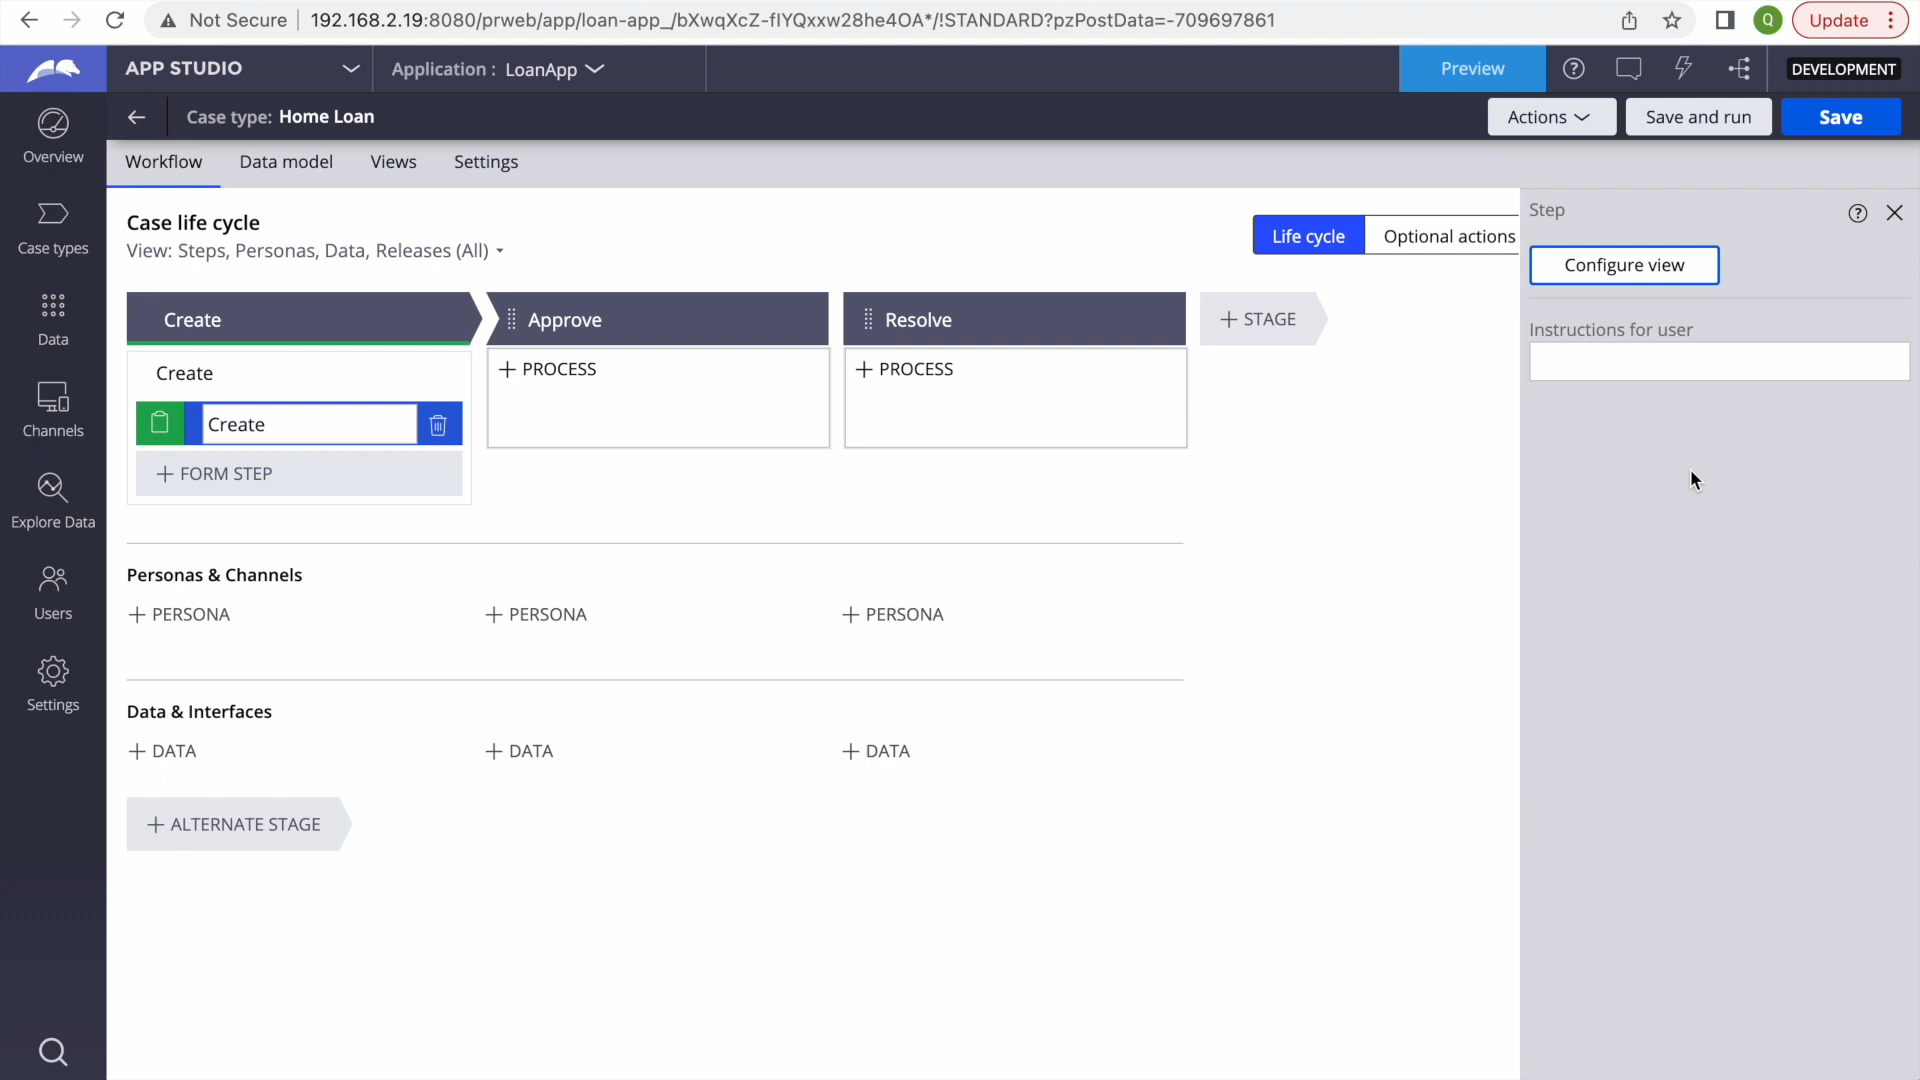 Not Secure
192.168.2.19:8080/prweb/app/loan-app_/bXwqXcZ-fIYQxxw28he4OA*/!STANDARD?pzPostData=-709697861
Q
Update
APP STUDIO
Application : LoanApp
Preview
DEVELOPMENT
Case type: Home Loan
Actions
Save and run
Save
Overview
Case types
Data
Channels
Explore Data
Users
Settings
Workflow
Data model
Views
Settings
Case life cycle
View: Steps, Personas, Data, Releases (All)
Life cycle
Optional actions
Create
Approve
Resolve
+ STAGE
Create
+ PROCESS
+ PROCESS
Create
+ FORM STEP
Personas & Channels
+ PERSONA
+ PERSONA
+ PERSONA
Data & Interfaces
+ DATA
+ DATA
+ DATA
+ ALTERNATE STAGE
Step
Configure view
Instructions for user